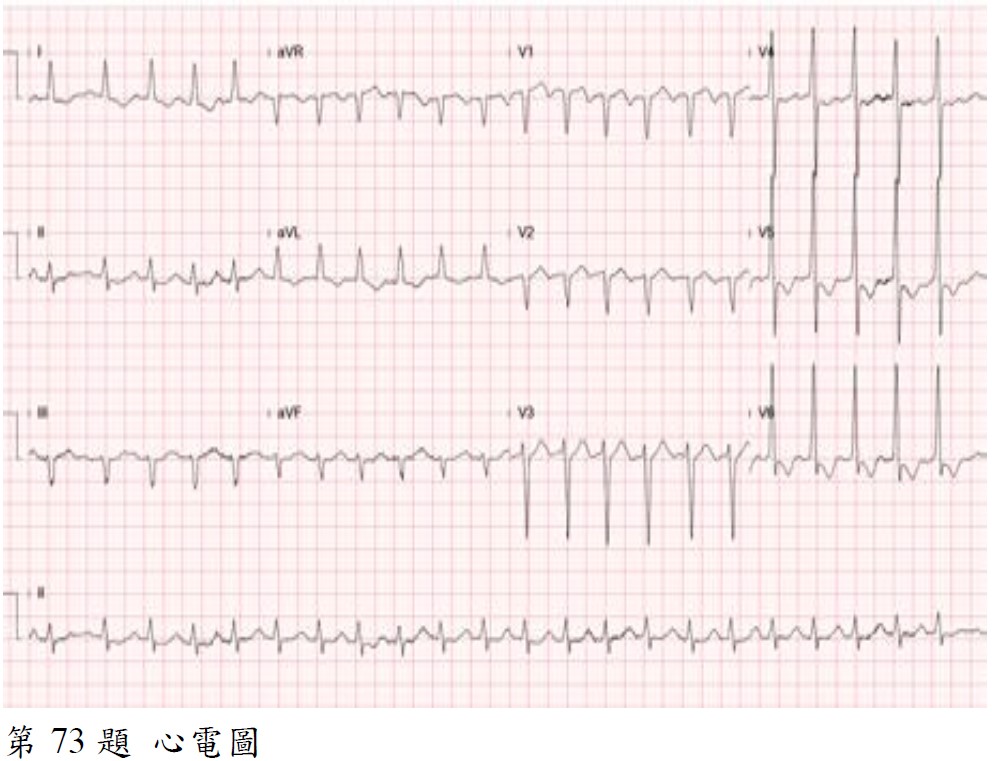 I aVR V1 V4
II aVL V2 V5
III aVF V3 V6
II
第 73 題 心電圖